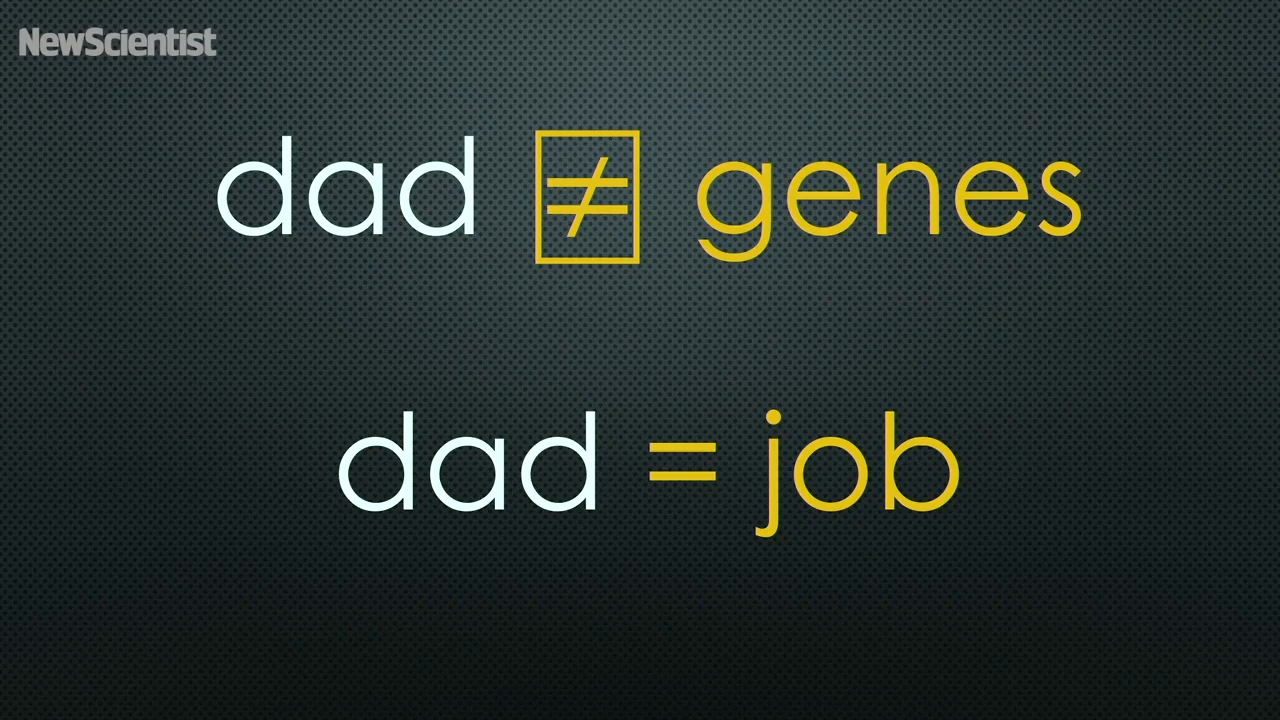 NewScientist
dad ≠ genes
dad = job